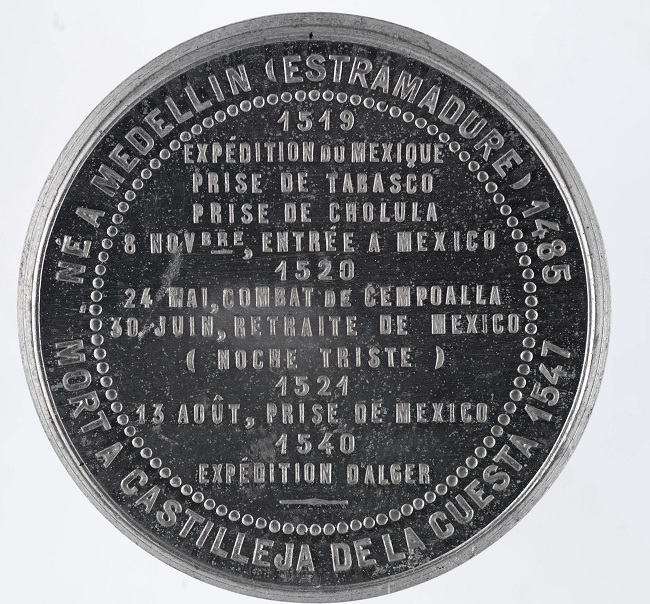 NÉ A MEDELLIN (ESTRAMADURE) 1485
1519
EXPÉDITION DU MEXIQUE
PRISE DE TABASCO
PRISE DE CHOLULA
8 NOVBRE, ENTRÉE A MEXICO
1520
24 MAI, COMBAT DE CEMPOALLA
30 JUIN, RETRAITE DE MEXICO
( NOCHE TRISTE )
1521
13 AOÛT, PRISE DE MEXICO
1540
EXPÉDITION D'ALGER
MORT A CASTILLEJA DE LA CUESTA 1547